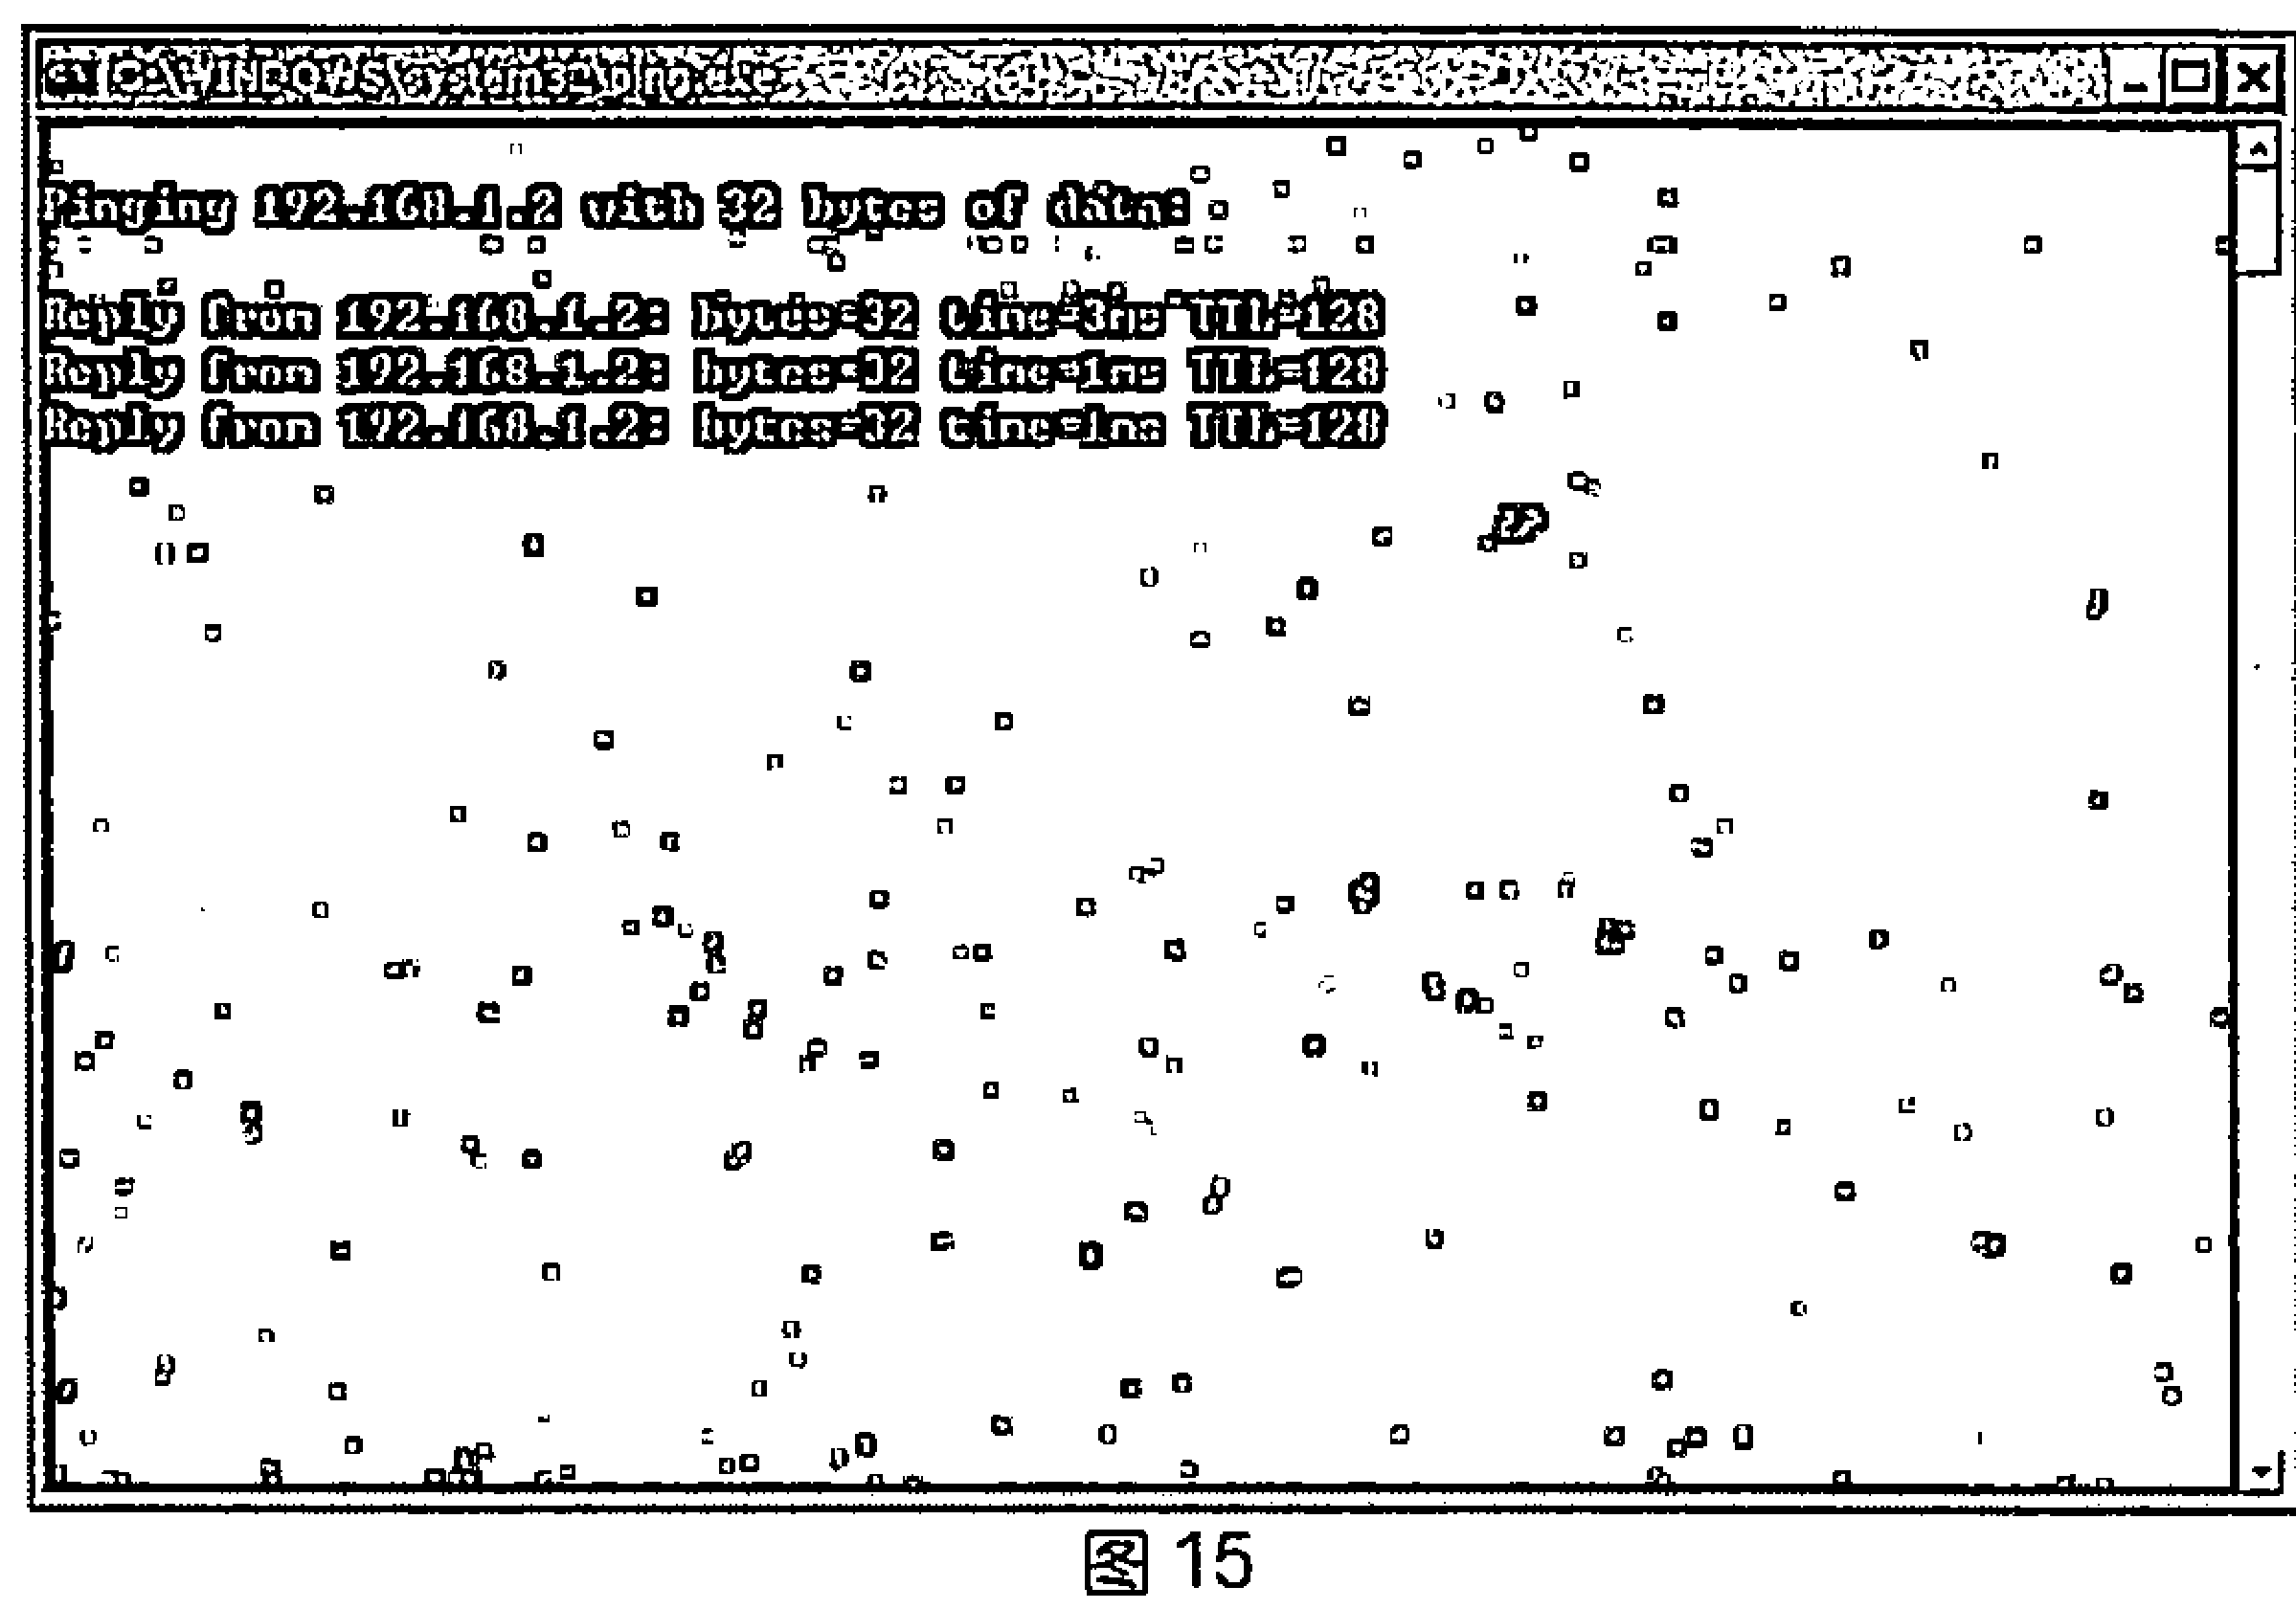 C:\WINDOWS\system32\ping.exe
Pinging 192.168.1.2 with 32 bytes of data:
Reply from 192.168.1.2: bytes=32 time=3ms TTL=128
Reply from 192.168.1.2: bytes=32 time=1ms TTL=128
Reply from 192.168.1.2: bytes=32 time=1ms TTL=128
图 15